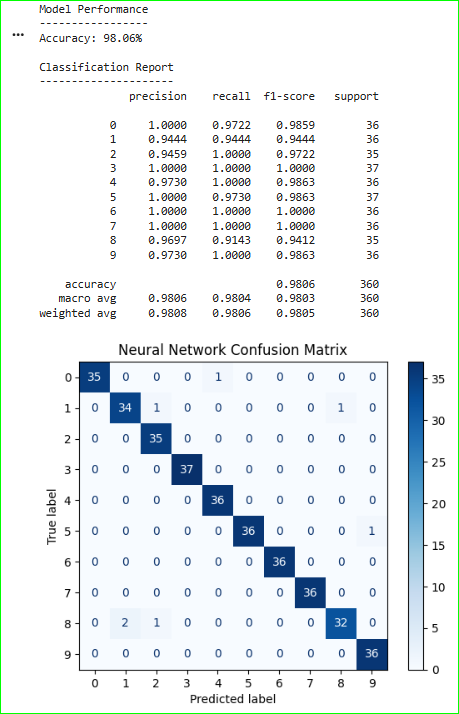 Model Performance
-----------------
...
Accuracy: 98.06%
Classification Report
---------------------
precision recall f1-score support
0 1.0000 0.9722 0.9859 36
1 0.9444 0.9444 0.9444 36
2 0.9459 1.0000 0.9722 35
3 1.0000 1.0000 1.0000 37
4 0.9730 1.0000 0.9863 36
5 1.0000 0.9730 0.9863 37
6 1.0000 1.0000 1.0000 36
7 1.0000 1.0000 1.0000 36
8 0.9697 0.9143 0.9412 35
9 0.9730 1.0000 0.9863 36
accuracy 0.9806 360
macro avg 0.9806 0.9804 0.9803 360
weighted avg 0.9808 0.9806 0.9805 360
Neural Network Confusion Matrix
True label
0 35 0 0 0 1 0 0 0 0 0
1 0 34 1 0 0 0 0 0 1 0
2 0 0 35 0 0 0 0 0 0 0
3 0 0 0 37 0 0 0 0 0 0
4 0 0 0 0 36 0 0 0 0 0
5 0 0 0 0 0 36 0 0 0 1
6 0 0 0 0 0 0 36 0 0 0
7 0 0 0 0 0 0 0 36 0 0
8 0 2 1 0 0 0 0 0 32 0
9 0 0 0 0 0 0 0 0 0 36
0 1 2 3 4 5 6 7 8 9
Predicted label
35
30
25
20
15
10
5
0